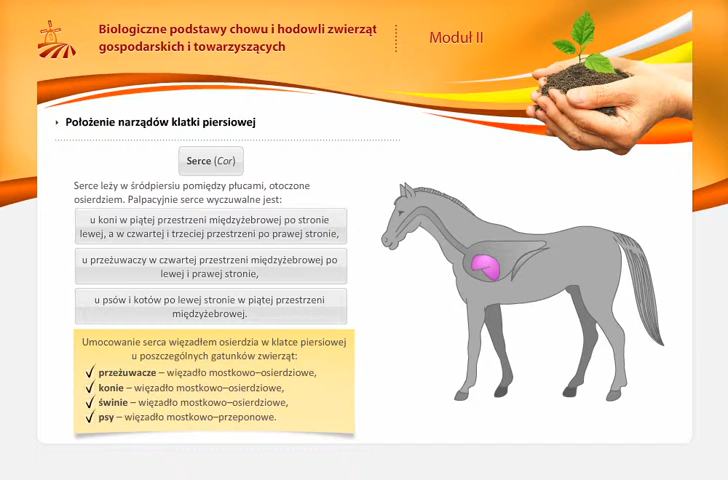 Biologiczne podstawy chowu i hodowli zwierząt
gospodarskich i towarzyszących
Moduł II
Położenie narządów klatki piersiowej
Serce (Cor)
Serce leży w śródpiersiu pomiędzy płucami, otoczone
osierdziem. Palpacyjnie serce wyczuwalne jest:
u koni w piątej przestrzeni międzyżebrowej po stronie
lewej, a w czwartej i trzeciej przestrzeni po prawej stronie,
u przeżuwaczy w czwartej przestrzeni międzyżebrowej po
lewej i prawej stronie,
u psów i kotów po lewej stronie w piątej przestrzeni
międzyżebrowej.
Umocowanie serca więzadłem osierdzia w klatce piersiowej
u poszczególnych gatunków zwierząt:
przeżuwacze – więzadło mostkowo–osierdziowe,
konie – więzadło mostkowo–osierdziowe,
świnie – więzadło mostkowo–osierdziowe,
psy – więzadło mostkowo–przeponowe.